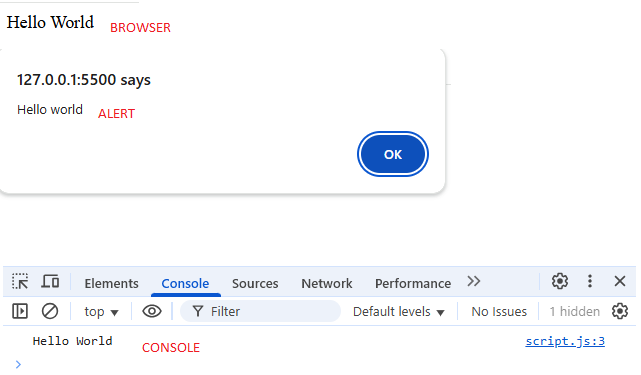 Hello World BROWSER
127.0.0.1:5500 says
Hello world ALERT
OK
Elements Console Sources Network Performance
top Filter Default levels No Issues 1 hidden
Hello World CONSOLE script.js:3